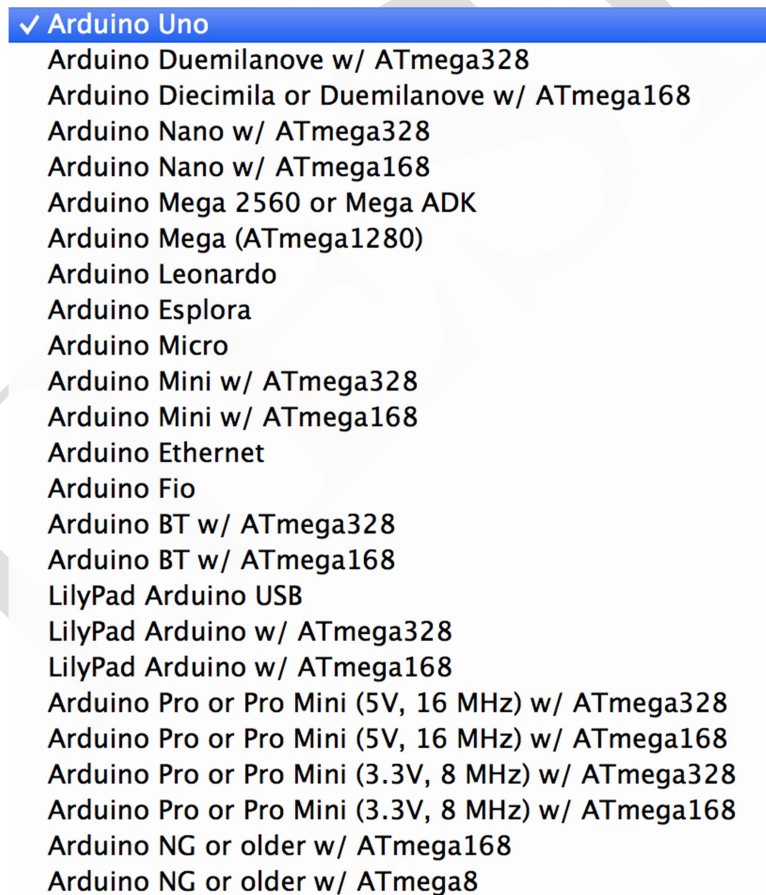 ✓ Arduino Uno
Arduino Duemilanove w/ ATmega328
Arduino Diecimila or Duemilanove w/ ATmega168
Arduino Nano w/ ATmega328
Arduino Nano w/ ATmega168
Arduino Mega 2560 or Mega ADK
Arduino Mega (ATmega1280)
Arduino Leonardo
Arduino Esplora
Arduino Micro
Arduino Mini w/ ATmega328
Arduino Mini w/ ATmega168
Arduino Ethernet
Arduino Fio
Arduino BT w/ ATmega328
Arduino BT w/ ATmega168
LilyPad Arduino USB
LilyPad Arduino w/ ATmega328
LilyPad Arduino w/ ATmega168
Arduino Pro or Pro Mini (5V, 16 MHz) w/ ATmega328
Arduino Pro or Pro Mini (5V, 16 MHz) w/ ATmega168
Arduino Pro or Pro Mini (3.3V, 8 MHz) w/ ATmega328
Arduino Pro or Pro Mini (3.3V, 8 MHz) w/ ATmega168
Arduino NG or older w/ ATmega168
Arduino NG or older w/ ATmega8